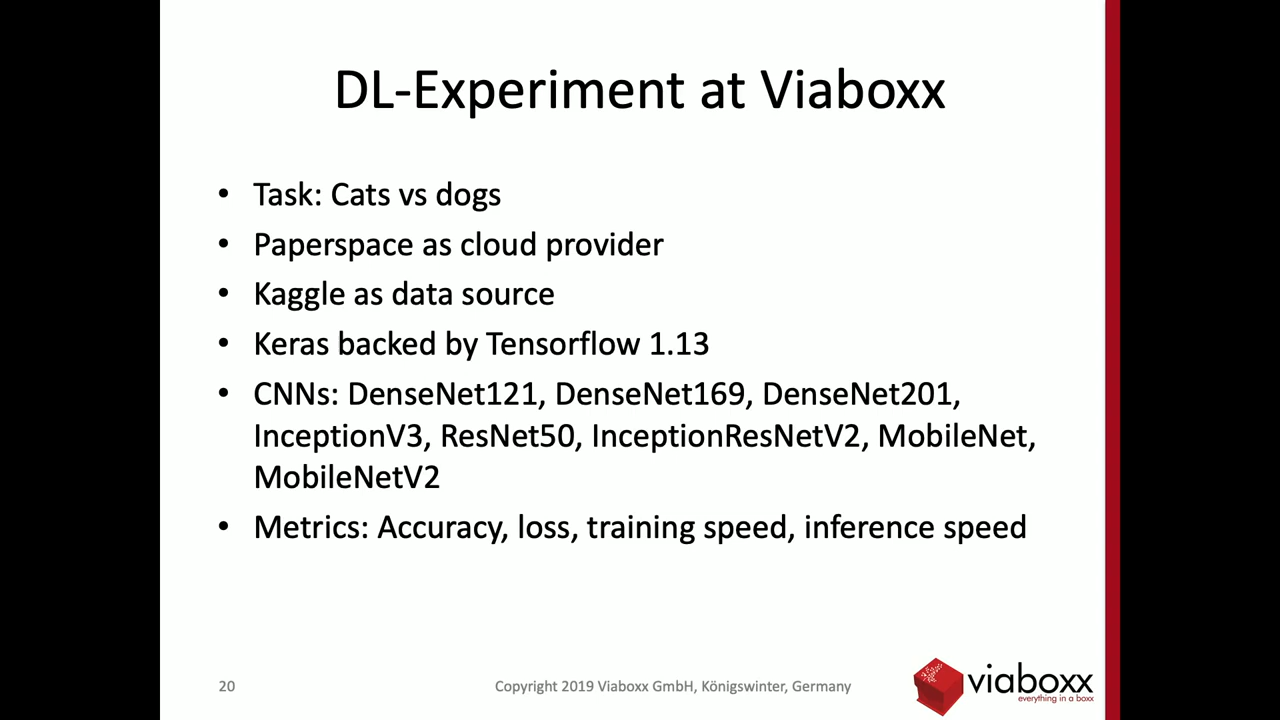 DL-Experiment at Viaboxx
• Task: Cats vs dogs
• Paperspace as cloud provider
• Kaggle as data source
• Keras backed by Tensorflow 1.13
• CNNs: DenseNet121, DenseNet169, DenseNet201,
InceptionV3, ResNet50, InceptionResNetV2, MobileNet,
MobileNetV2
• Metrics: Accuracy, loss, training speed, inference speed
20
Copyright 2019 Viaboxx GmbH, Königswinter, Germany
viaboxx
everything in a boxx